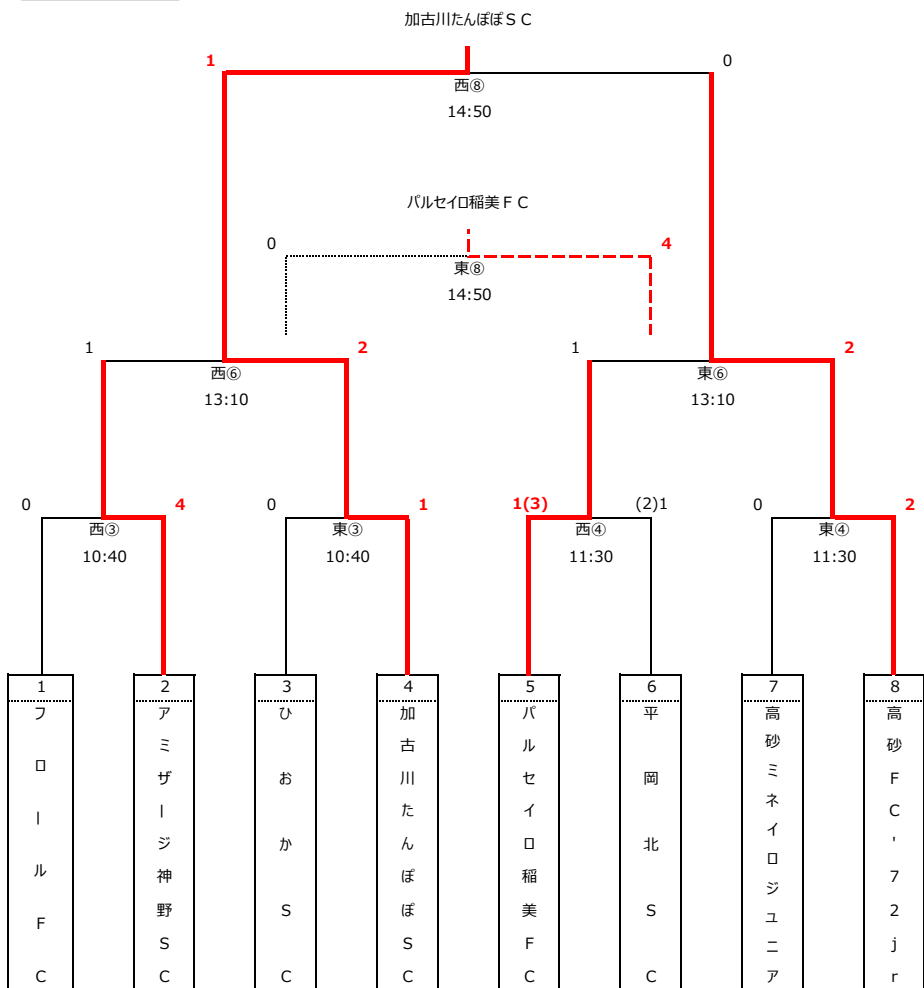 加古川たんぽぽＳＣ
1
0
西⑧
14:50
パルセイロ稲美ＦＣ
0
4
東⑧
14:50
1
2
1
2
西⑥
東⑥
13:10
13:10
0
4
0
1
1(3)
(2)1
0
2
西③
東③
西④
東④
10:40
10:40
11:30
11:30
1
2
3
4
5
6
7
8
フロールFC
アミザージ神野SC
ひおかSC
加古川たんぽぽSC
パルセイロ稲美FC
平岡北SC
高砂ミネイロジュニア
高砂FC'72jr